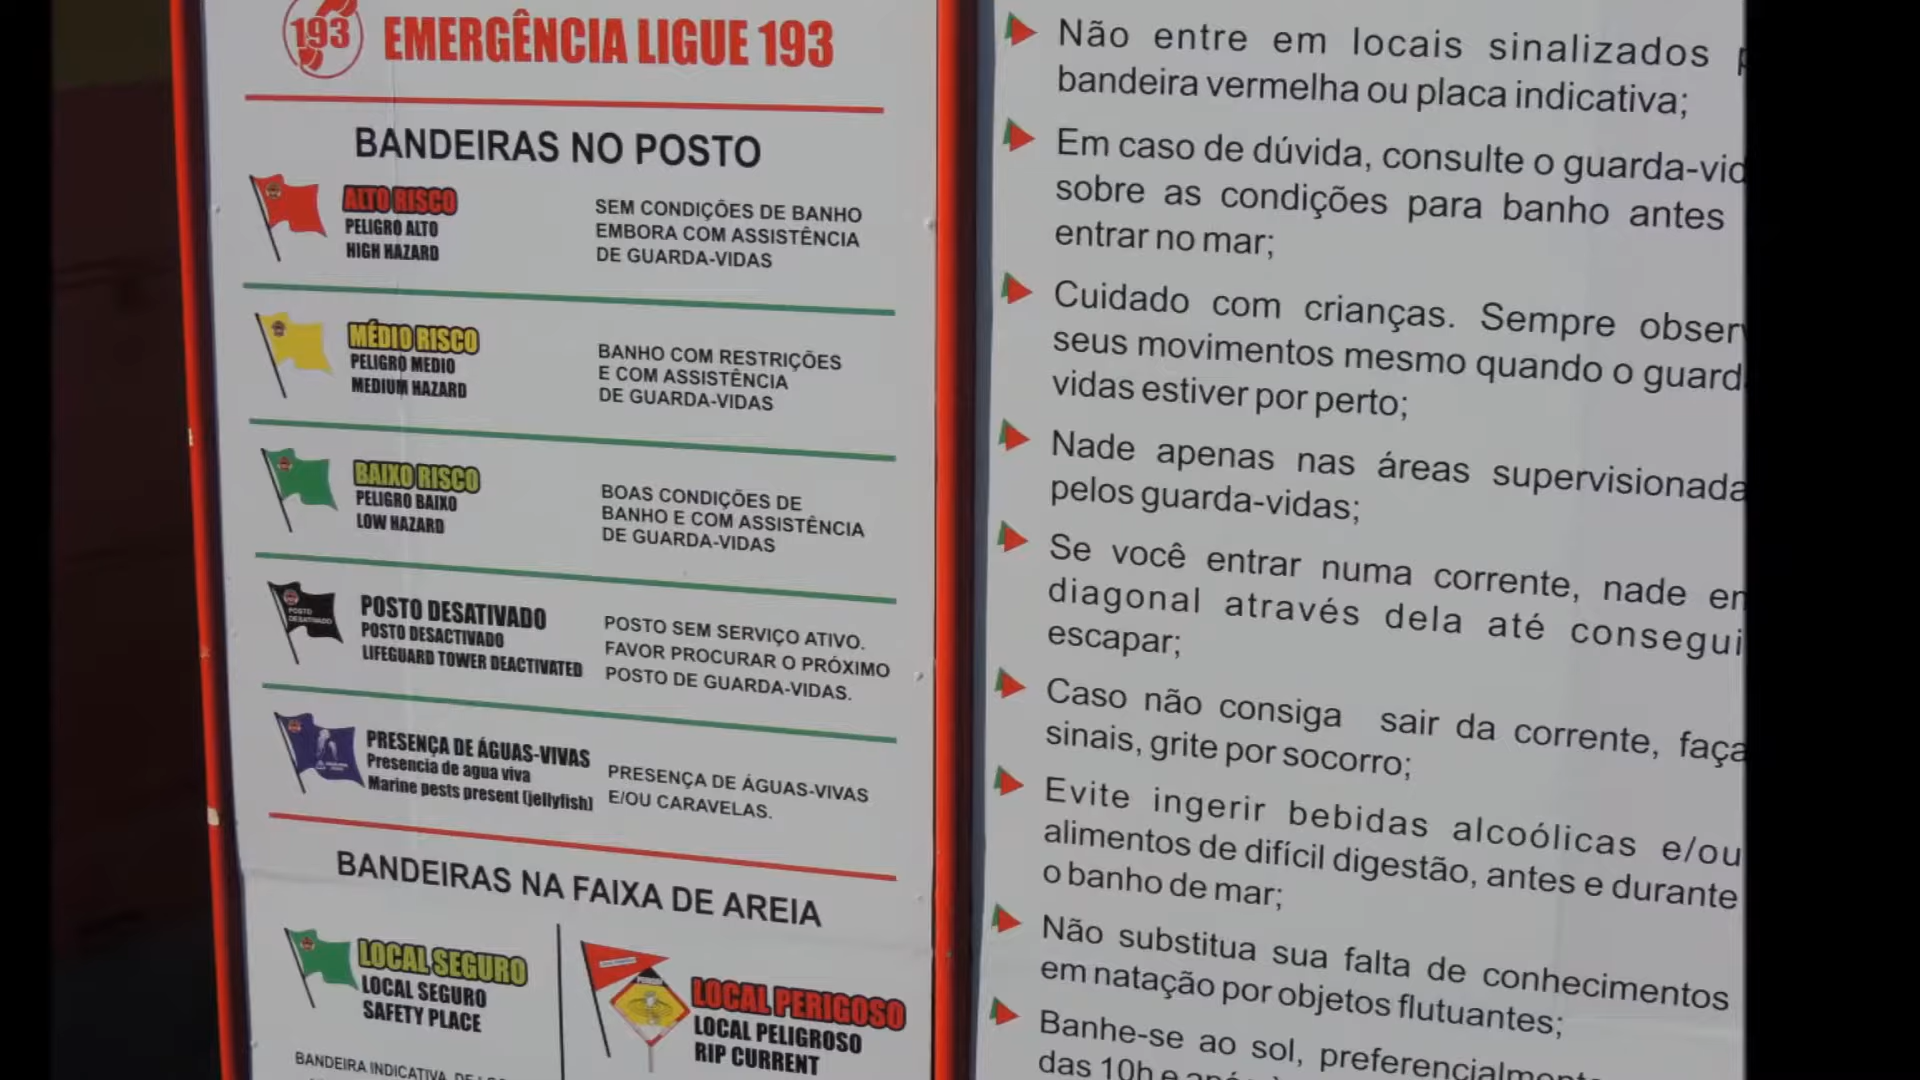 193
EMERGÊNCIA LIGUE 193
BANDEIRAS NO POSTO
ALTO RISCO
PELIGRO ALTO
HIGH HAZARD
SEM CONDIÇÕES DE BANHO
EMBORA COM ASSISTÊNCIA
DE GUARDA-VIDAS
MÉDIO RISCO
PELIGRO MEDIO
MEDIUM HAZARD
BANHO COM RESTRIÇÕES
E COM ASSISTÊNCIA
DE GUARDA-VIDAS
BAIXO RISCO
PELIGRO BAIXO
LOW HAZARD
BOAS CONDIÇÕES DE
BANHO E COM ASSISTÊNCIA
DE GUARDA-VIDAS
POSTO
DESATIVADO
POSTO DESATIVADO
POSTO DESACTIVADO
LIFEGUARD TOWER DEACTIVATED
POSTO SEM SERVIÇO ATIVO.
FAVOR PROCURAR O PRÓXIMO
POSTO DE GUARDA-VIDAS.
PRESENÇA DE ÁGUAS-VIVAS
Presencia de agua viva
Marine pests present (jellyfish)
PRESENÇA DE ÁGUAS-VIVAS
E/OU CARAVELAS.
BANDEIRAS NA FAIXA DE AREIA
LOCAL SEGURO
LOCAL SEGURO
SAFETY PLACE
BANDEIRA INDICATIVA
LOCAL PERIGOSO
LOCAL PELIGROSO
RIP CURRENT
Não entre em locais sinalizados
bandeira vermelha ou placa indicativa;
Em caso de dúvida, consulte o guarda-vid
sobre as condições para banho antes
entrar no mar;
Cuidado com crianças. Sempre obser
seus movimentos mesmo quando o guard
vidas estiver por perto;
Nade apenas nas áreas supervisionada
pelos guarda-vidas;
Se você entrar numa corrente, nade em
diagonal através dela até consegui
escapar;
Caso não consiga sair da corrente, faça
sinais, grite por socorro;
Evite ingerir bebidas alcoólicas e/ou
alimentos de difícil digestão, antes e durante
o banho de mar;
Não substitua sua falta de conhecimentos
em natação por objetos flutuantes;
Banhe-se ao sol, preferencialmente
das 10h e